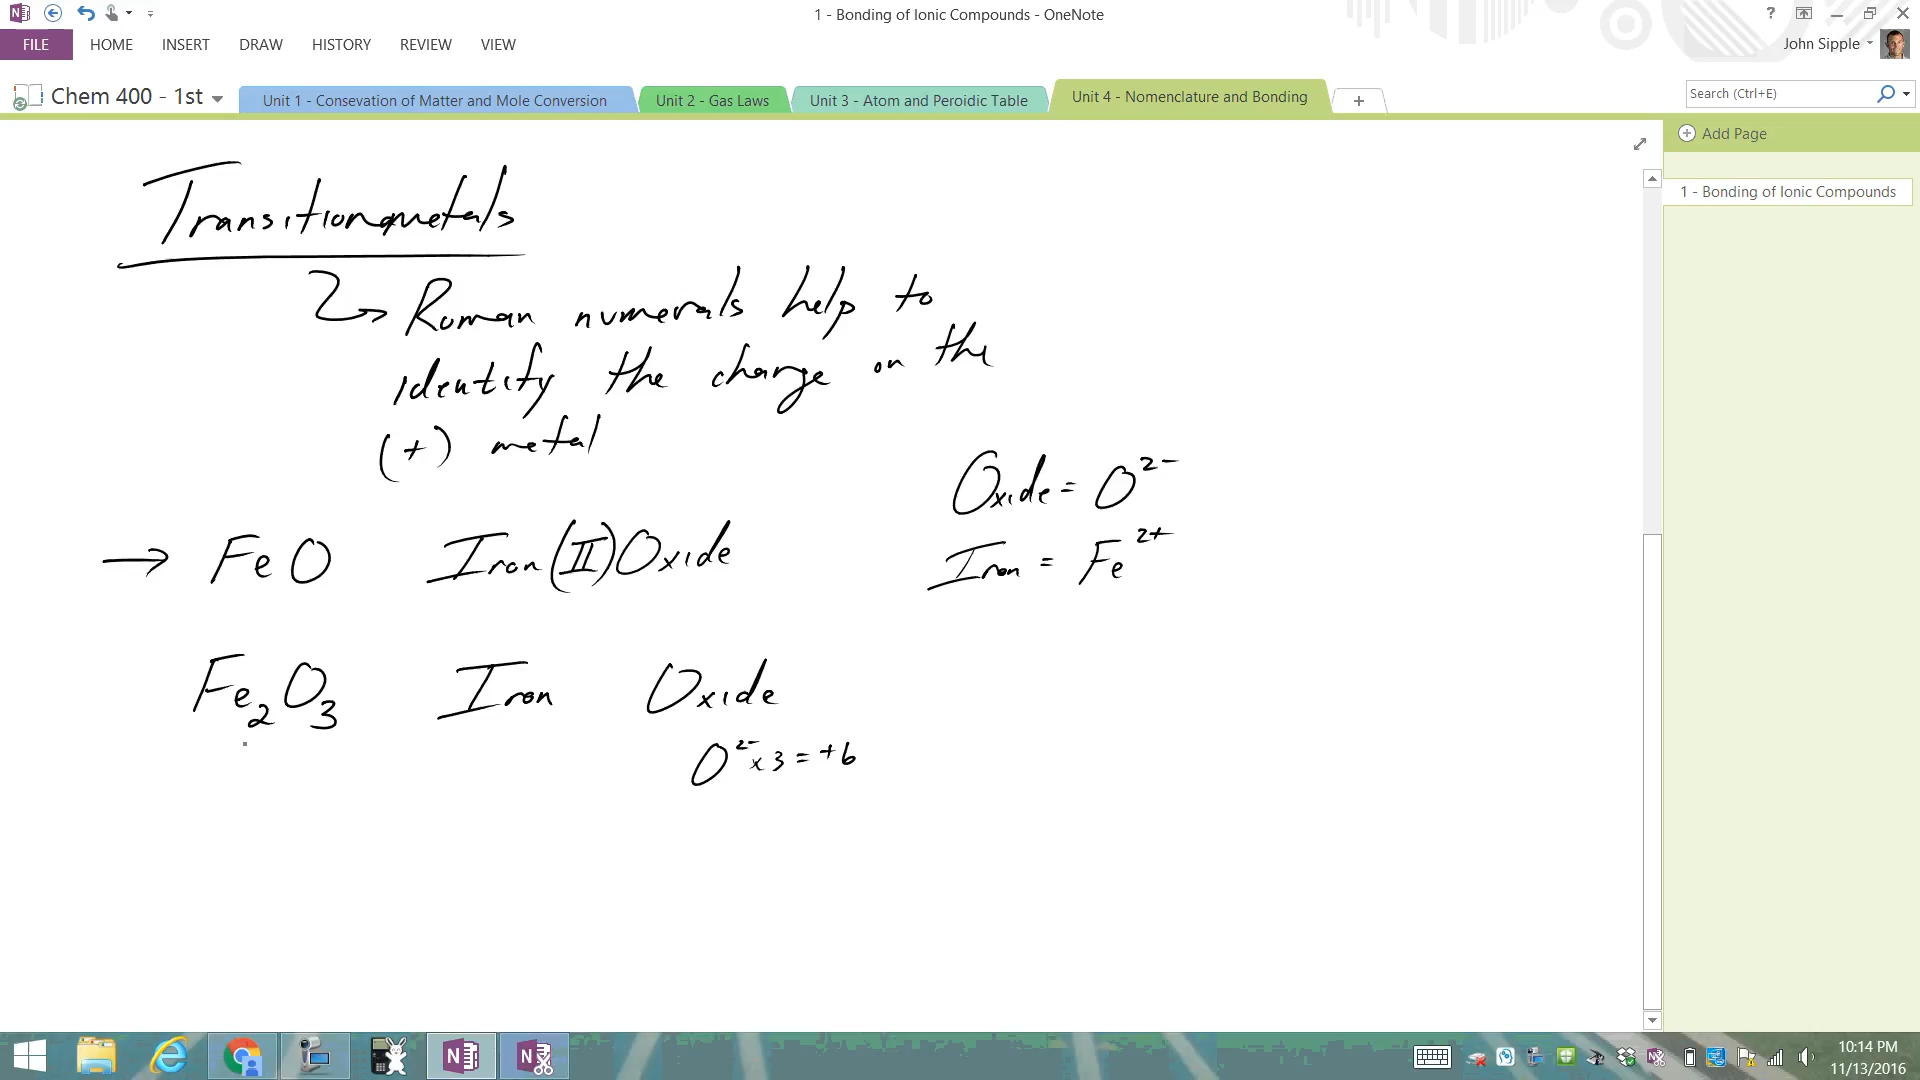 1 - Bonding of Ionic Compounds - OneNote
FILE HOME INSERT DRAW HISTORY REVIEW VIEW
John Sipple
Chem 400 - 1st
Unit 1 - Consevation of Matter and Mole Conversion
Unit 2 - Gas Laws
Unit 3 - Atom and Peroidic Table
Unit 4 - Nomenclature and Bonding
Search (Ctrl+E)
Add Page
1 - Bonding of Ionic Compounds
Transition metals
Roman numerals help to
identify the charge on the
(+) metal
Oxide = O²⁻
FeO Iron (II) Oxide
Iron = Fe²⁺
Fe₂O₃ Iron Oxide
O²⁻ x 3 = +6
10:14 PM
11/13/2016